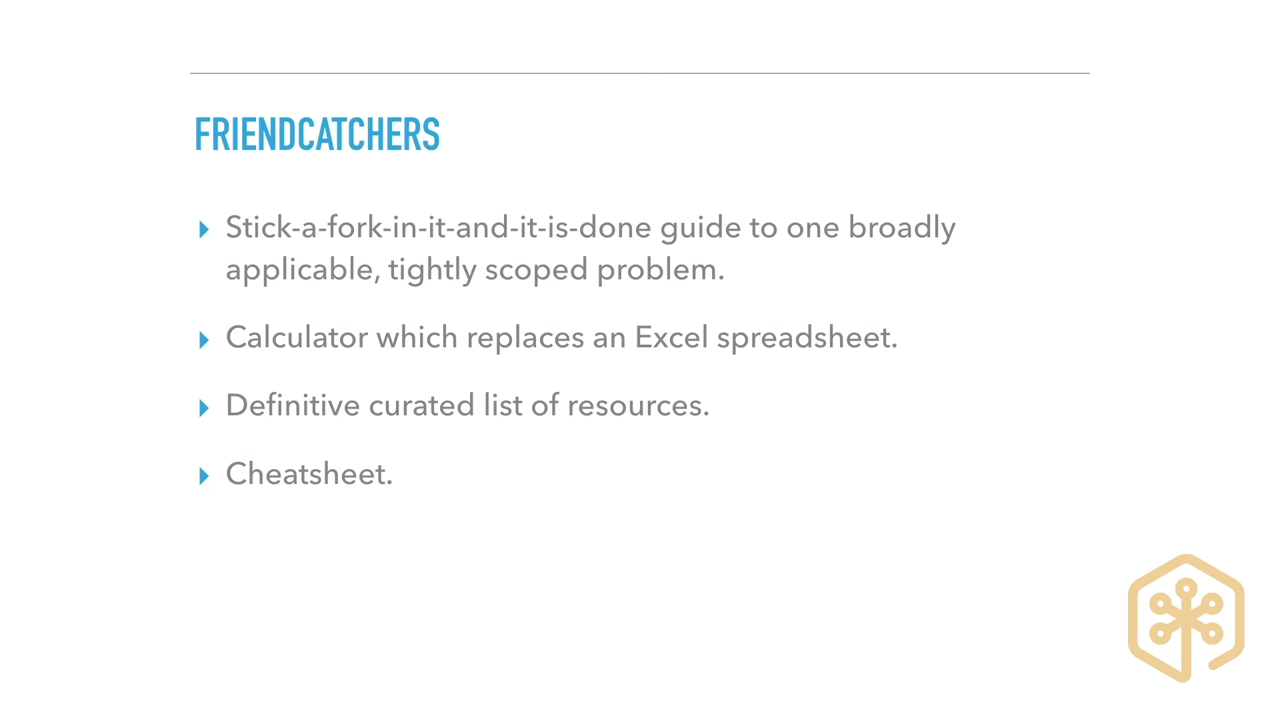 FRIENDCATCHERS
Stick-a-fork-in-it-and-it-is-done guide to one broadly
applicable, tightly scoped problem.
Calculator which replaces an Excel spreadsheet.
Definitive curated list of resources.
Cheatsheet.